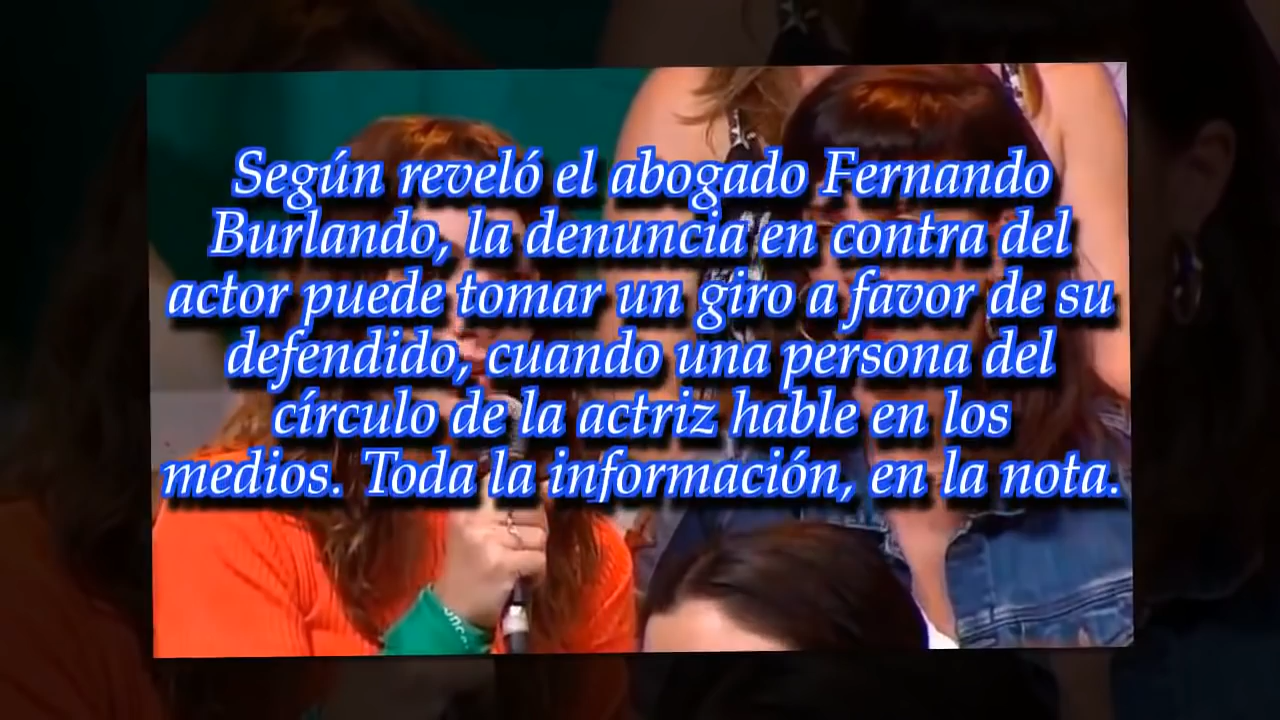 Según reveló el abogado Fernando
Burlando, la denuncia en contra del
actor puede tomar un giro a favor de su
defendido, cuando una persona del
círculo de la actriz hable en los
medios. Toda la información, en la nota.